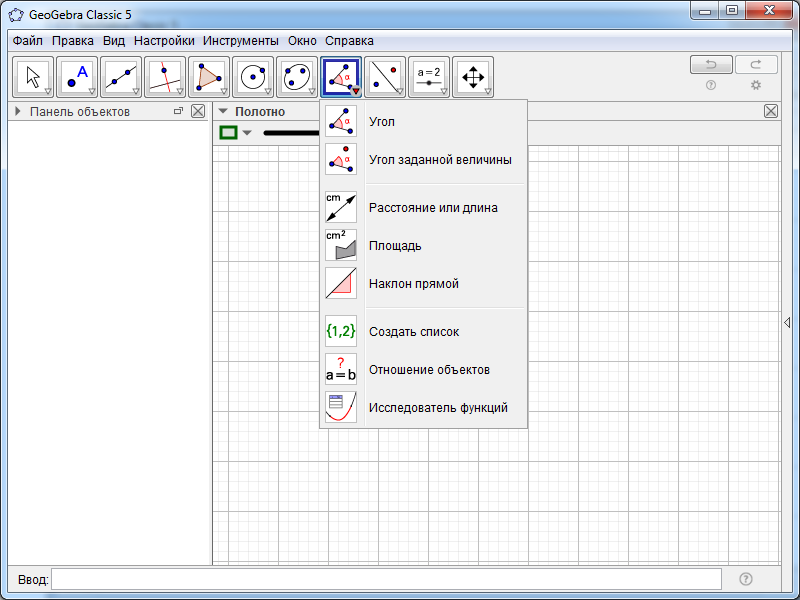 GeoGebra Classic 5
Файл Правка Вид Настройки Инструменты Окно Справка
A α a = 2
Панель объектов
Полотно
α Угол
α Угол заданной величины
cm Расстояние или длина
cm² Площадь
Наклон прямой
{1,2} Создать список
? a = b Отношение объектов
Исследователь функций
Ввод: